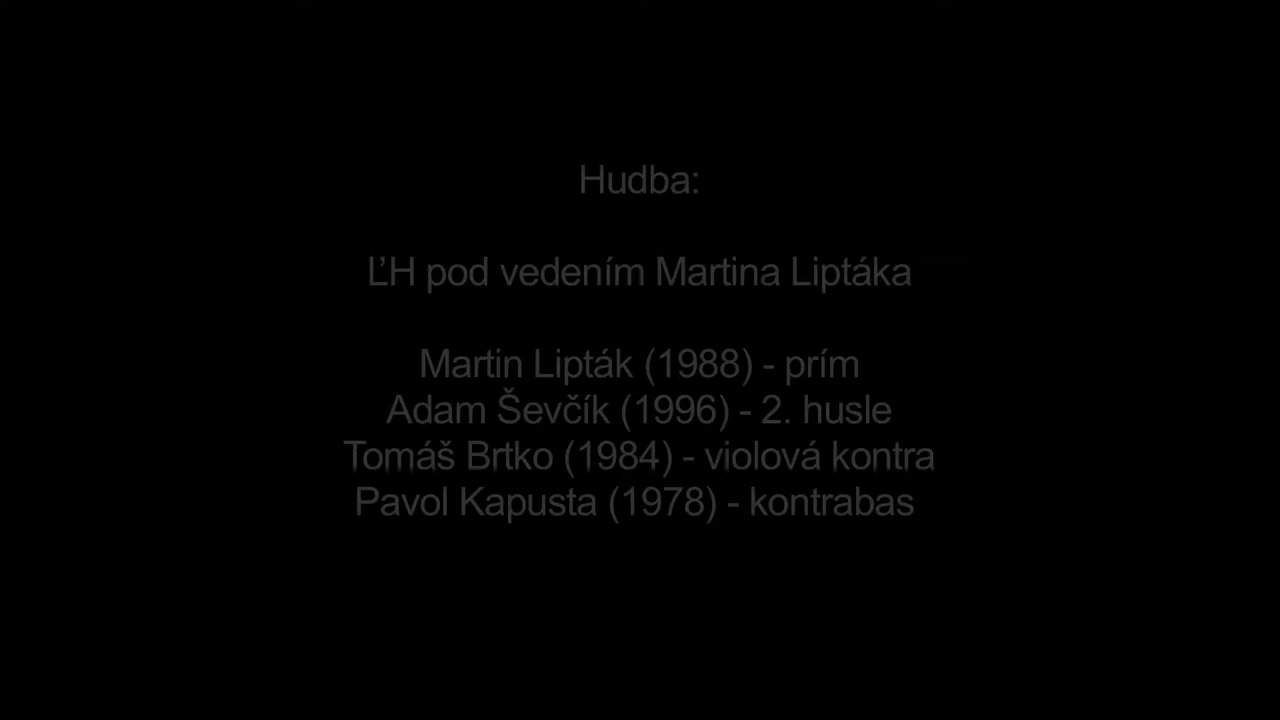 Hudba:
ĽH pod vedením Martina Liptáka
Martin Lipták (1988) - prím
Adam Ševčík (1996) - 2. husle
Tomáš Brtko (1984) - violová kontra
Pavol Kapusta (1978) - kontrabas